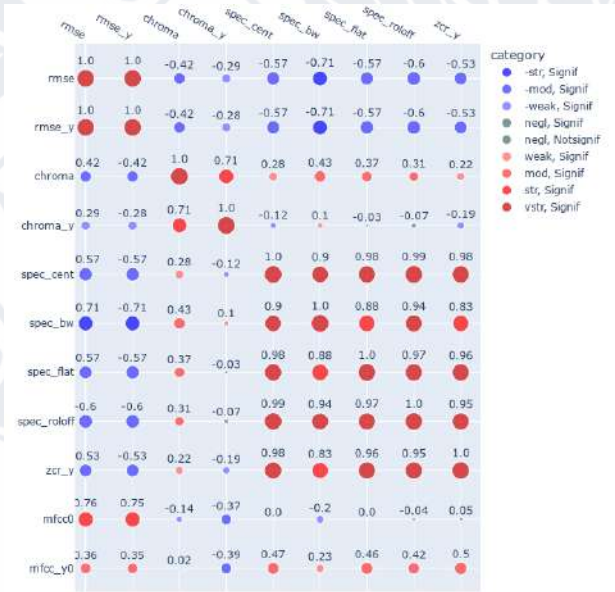 rmse rmse_y chroma chroma_y spec_cent spec_bw spec_flat spec_roloff zcr_y
category
-str, Signif
-mod, Signif
-weak, Signif
negl, Signif
negl, Notsignif
weak, Signif
mod, Signif
str, Signif
vstr, Signif
rmse 1.0 1.0 -0.42 -0.29 -0.57 -0.71 -0.57 -0.6 -0.53
rmse_y 1.0 1.0 -0.42 -0.28 -0.57 -0.71 -0.57 -0.6 -0.53
chroma 0.42 -0.42 1.0 0.71 0.28 0.43 0.37 0.31 0.22
chroma_y 0.29 -0.28 0.71 1.0 -0.12 0.1 -0.03 -0.07 -0.19
spec_cent 0.57 -0.57 0.28 -0.12 1.0 0.9 0.98 0.99 0.98
spec_bw 0.71 -0.71 0.43 0.1 0.9 1.0 0.88 0.94 0.83
spec_flat 0.57 -0.57 0.37 -0.03 0.98 0.88 1.0 0.97 0.96
spec_roloff -0.6 -0.6 0.31 -0.07 0.99 0.94 0.97 1.0 0.95
zcr_y 0.53 -0.53 0.22 -0.19 0.98 0.83 0.96 0.95 1.0
mfcc0 0.76 0.75 -0.14 -0.37 0.0 -0.2 0.0 -0.04 0.05
mfcc_y0 0.36 0.35 0.02 -0.39 0.47 0.23 0.46 0.42 0.5